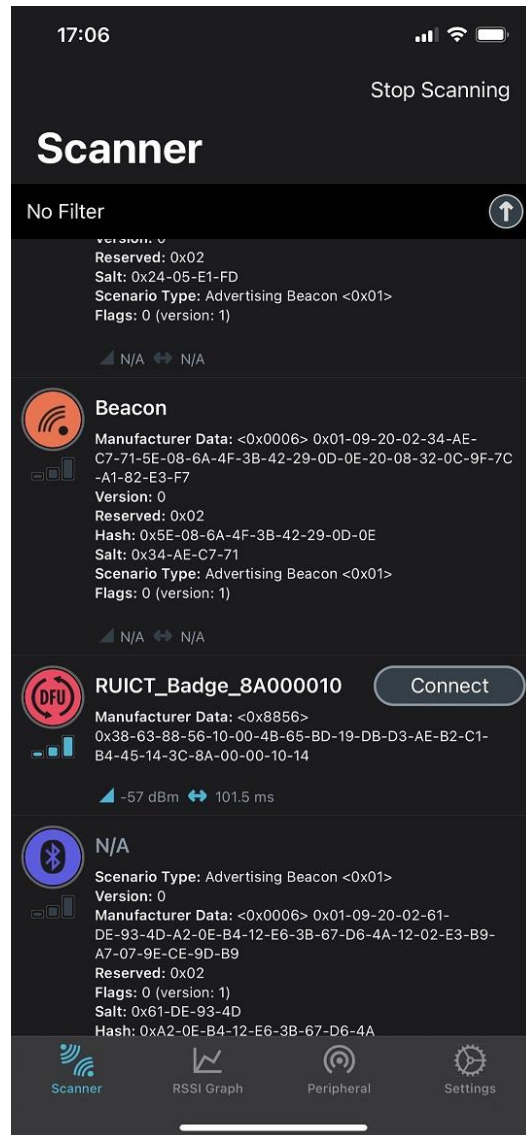 17:06
Stop Scanning
Scanner
No Filter
Version: 0
Reserved: 0x02
Salt: 0x24-05-E1-FD
Scenario Type: Advertising Beacon <0x01>
Flags: 0 (version: 1)
N/A N/A
Beacon
Manufacturer Data: <0x0006> 0x01-09-20-02-34-AE-
C7-71-5E-08-6A-4F-3B-42-29-0D-0E-20-08-32-0C-9F-7C
-A1-82-E3-F7
Version: 0
Reserved: 0x02
Hash: 0x5E-08-6A-4F-3B-42-29-0D-0E
Salt: 0x34-AE-C7-71
Scenario Type: Advertising Beacon <0x01>
Flags: 0 (version: 1)
N/A N/A
DFU
RUICT_Badge_8A000010
Connect
Manufacturer Data: <0x8856>
0x38-63-88-56-10-00-4B-65-BD-19-DB-D3-AE-B2-C1-
B4-45-14-3C-8A-00-00-10-14
-57 dBm 101.5 ms
N/A
Scenario Type: Advertising Beacon <0x01>
Version: 0
Manufacturer Data: <0x0006> 0x01-09-20-02-61-
DE-93-4D-A2-0E-B4-12-E6-3B-67-D6-4A-12-02-E3-B9-
A7-07-9E-CE-9D-B9
Reserved: 0x02
Flags: 0 (version: 1)
Salt: 0x61-DE-93-4D
Hash: 0xA2-0E-B4-12-E6-3B-67-D6-4A
Scanner
RSSI Graph
Peripheral
Settings